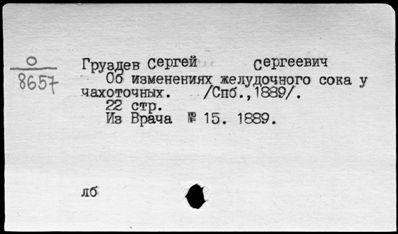 О
8657
Груздев Сергей Сергеевич
Об изменениях желудочного сока у
чахоточных. /Спб.,1889/.
22 стр.
Из Врача № 15. 1889.
лб